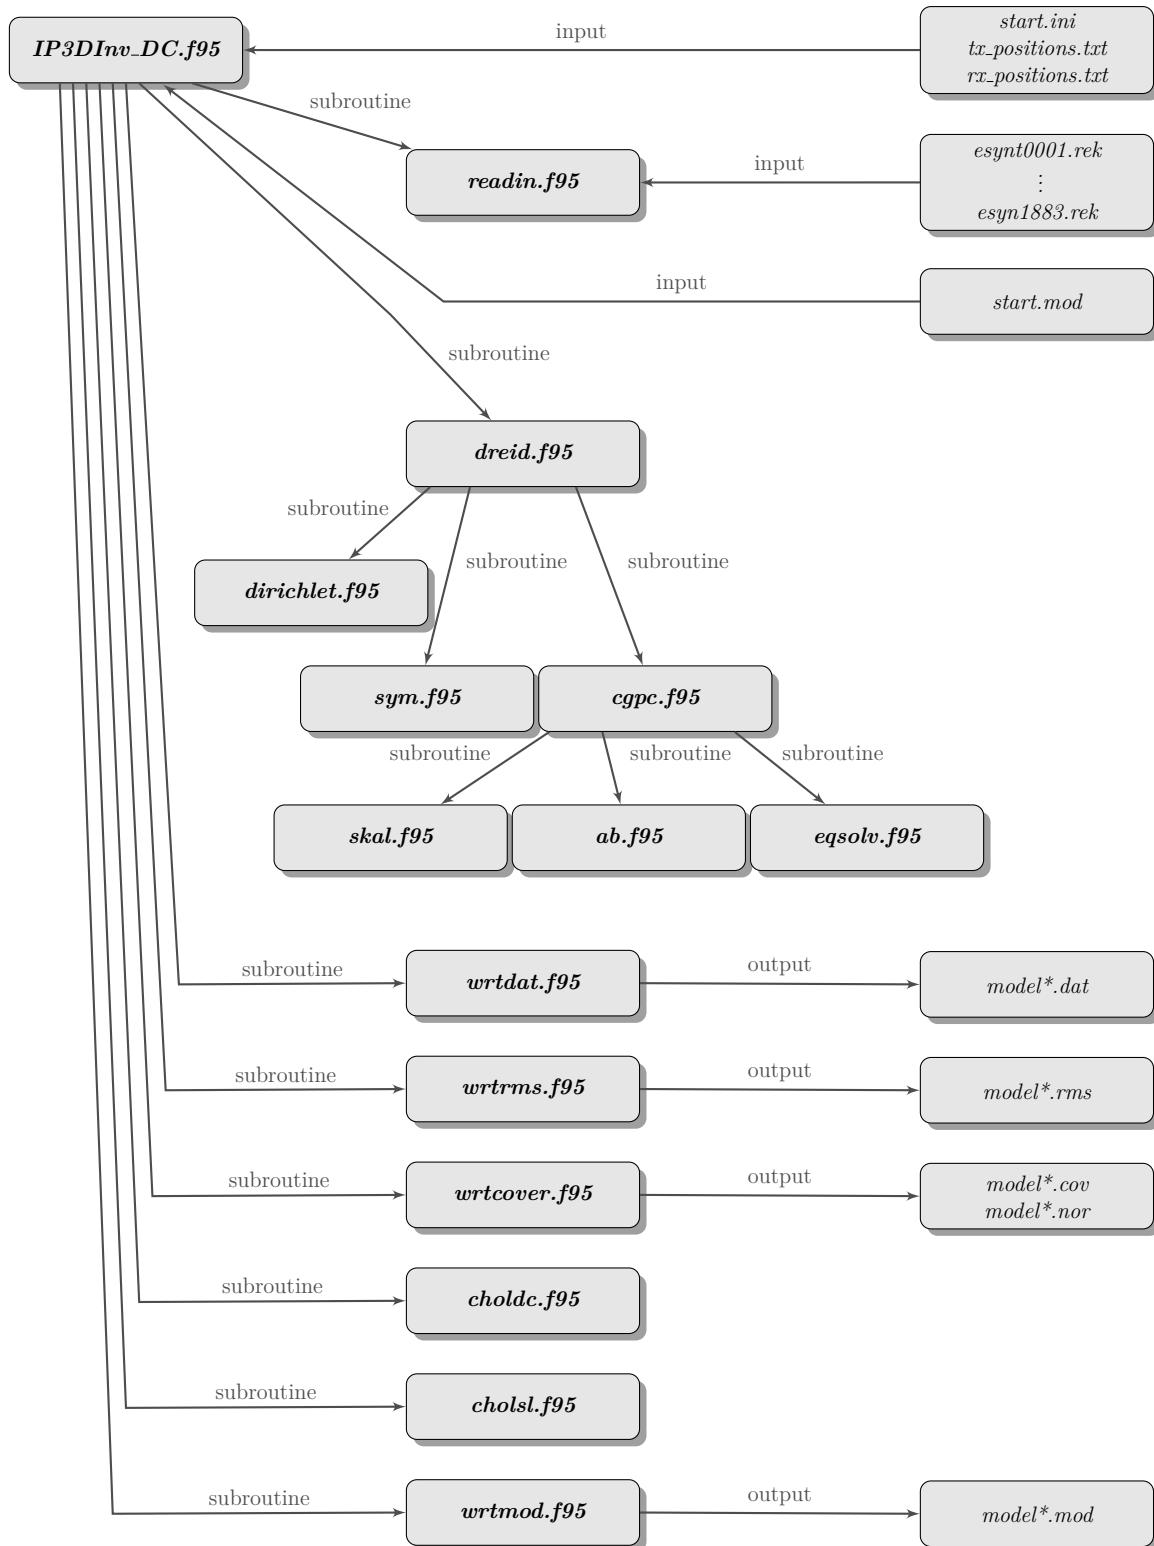 IP3DInv_DC.f95
input
start.ini
tx_positions.txt
rx_positions.txt
subroutine
readin.f95
input
esynt0001.rek
⋮
esyn1883.rek
input
start.mod
subroutine
dreid.f95
subroutine
subroutine
subroutine
dirichlet.f95
sym.f95
cgpc.f95
subroutine
subroutine
subroutine
skal.f95
ab.f95
eqsolv.f95
subroutine
wrtdat.f95
output
model*.dat
subroutine
wrtrms.f95
output
model*.rms
subroutine
wrtcover.f95
output
model*.cov
model*.nor
subroutine
choldc.f95
subroutine
cholsl.f95
subroutine
wrtmod.f95
output
model*.mod